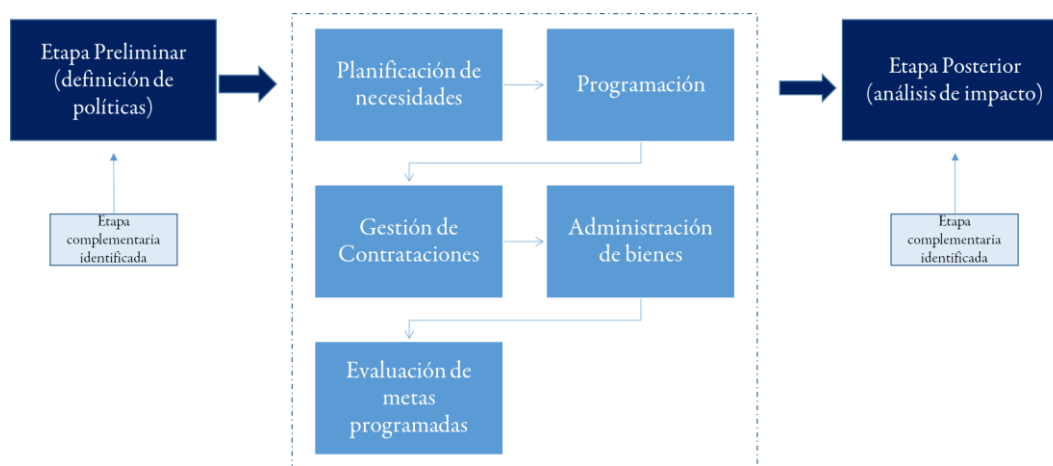 Etapa Preliminar
(definición de
políticas)
Etapa
complementaria
identificada
Planificación de
necesidades
Programación
Gestión de
Contrataciones
Administración
de bienes
Evaluación de
metas
programadas
Etapa Posterior
(análisis de impacto)
Etapa
complementaria
identificada